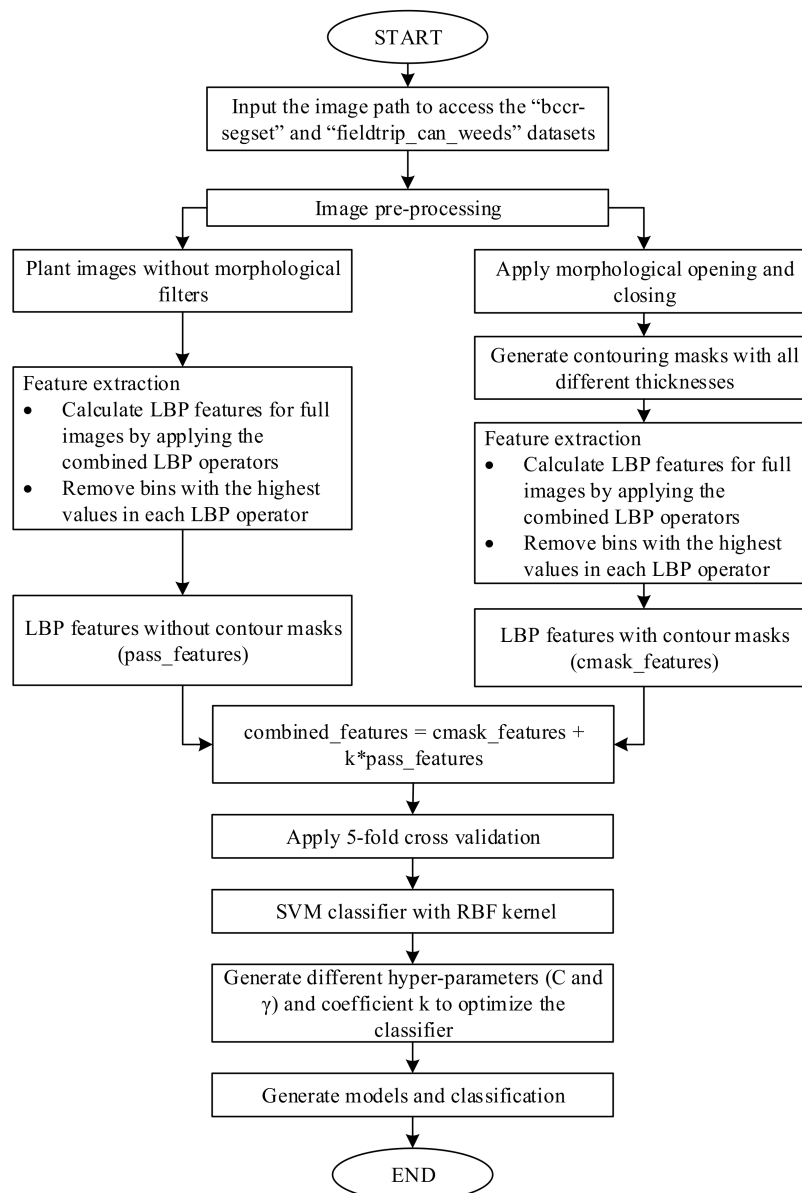 START
Input the image path to access the “bccr-
segset” and “fieldtrip_can_weeds” datasets
Image pre-processing
Plant images without morphological
filters
Feature extraction
• Calculate LBP features for full
images by applying the
combined LBP operators
• Remove bins with the highest
values in each LBP operator
LBP features without contour masks
(pass_features)
Apply morphological opening and
closing
Generate contouring masks with all
different thicknesses
Feature extraction
• Calculate LBP features for full
images by applying the
combined LBP operators
• Remove bins with the highest
values in each LBP operator
LBP features with contour masks
(cmask_features)
combined_features = cmask_features +
k*pass_features
Apply 5-fold cross validation
SVM classifier with RBF kernel
Generate different hyper-parameters (C and
γ) and coefficient k to optimize the
classifier
Generate models and classification
END